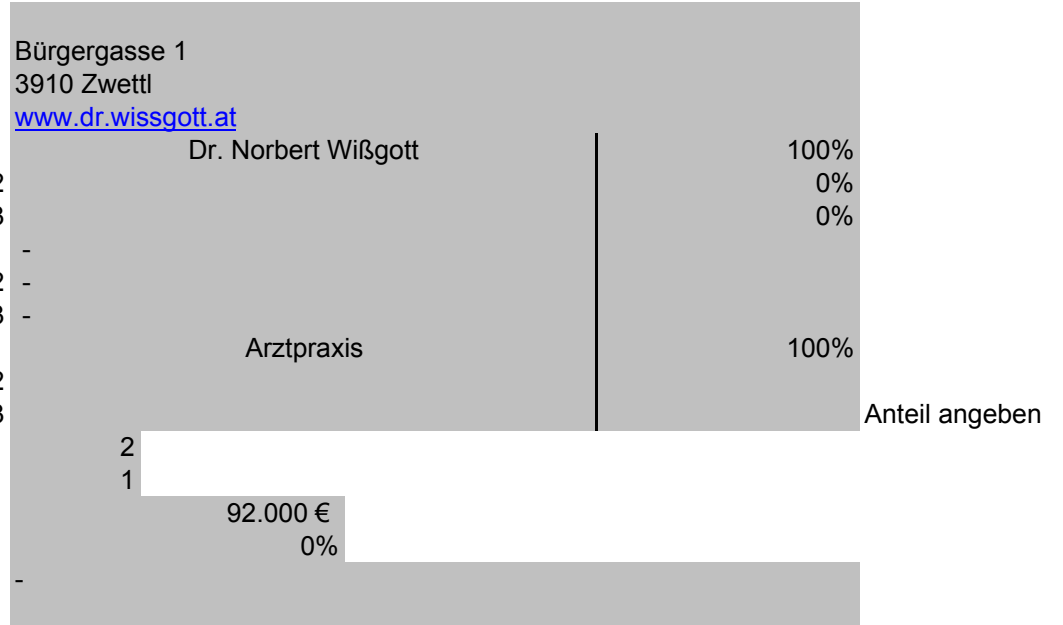 Bürgergasse 1
3910 Zwettl
www.dr.wissgott.at
Dr. Norbert Wißgott 100%
0%
0%
-
-
-
Arztpraxis 100%
Anteil angeben
2
1
92.000 €
0%
-